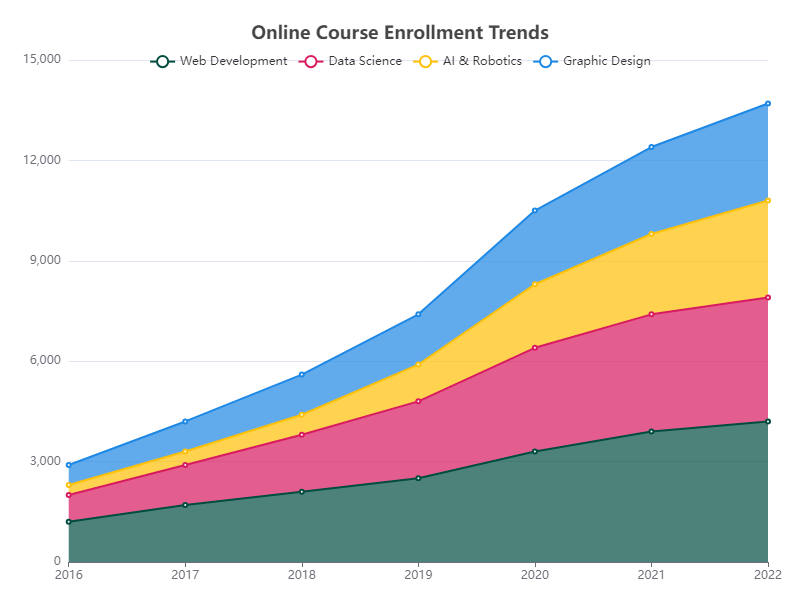 Online Course Enrollment Trends
Web Development Data Science AI & Robotics Graphic Design
15,000
12,000
9,000
6,000
3,000
0
2016 2017 2018 2019 2020 2021 2022